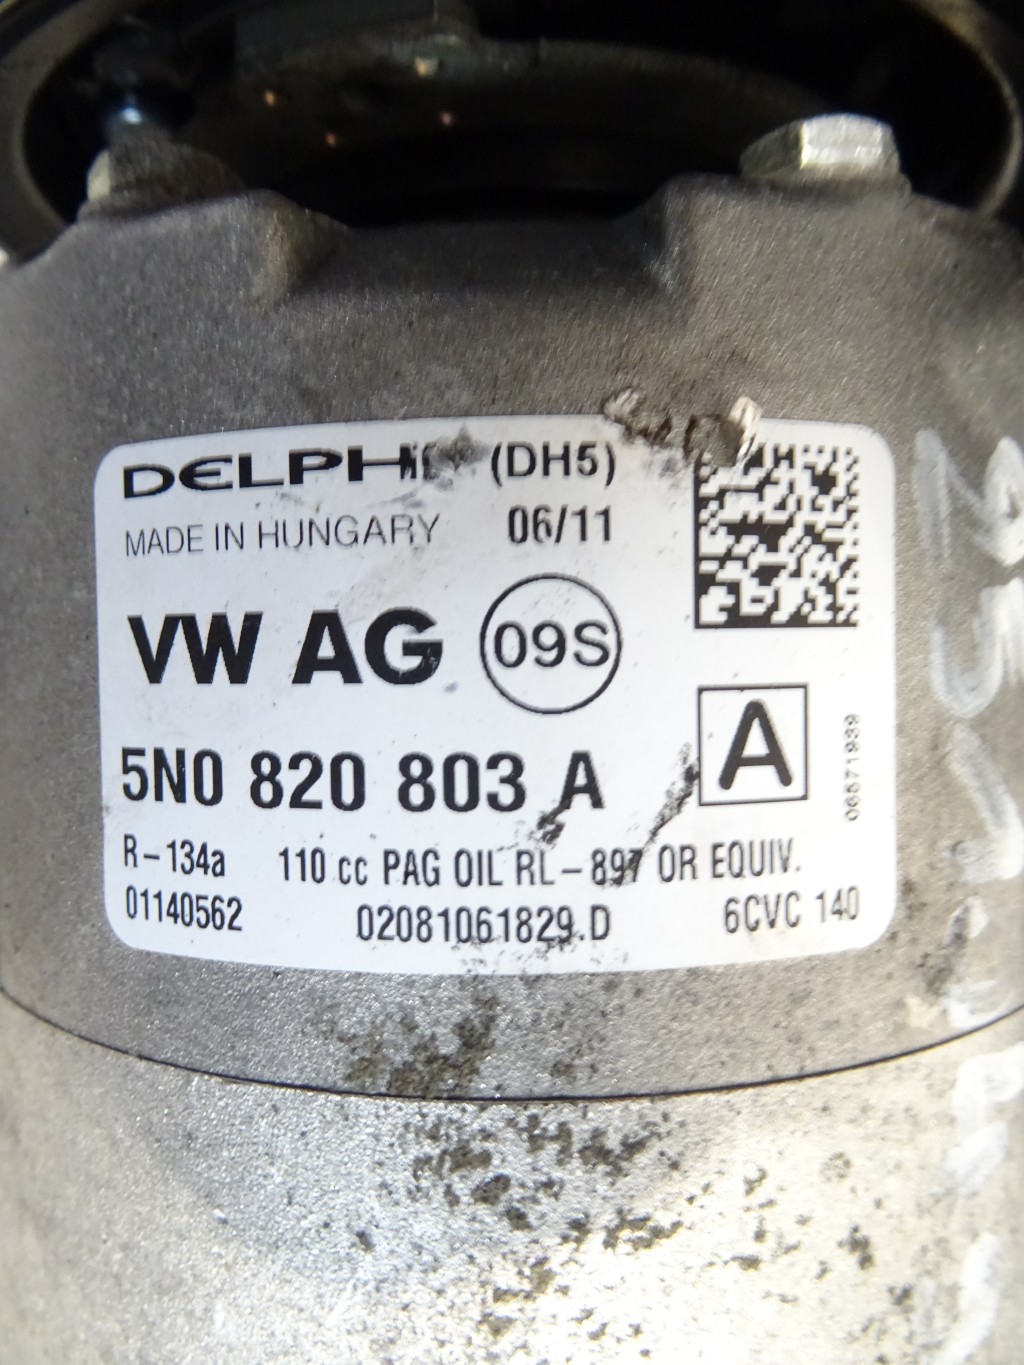 DELPHI (DH5)
MADE IN HUNGARY 06/11
VW AG 09S
5N0 820 803 A
A
06571939
R-134a 110 cc PAG OIL RL-897 OR EQUIV.
01140562 02081061829.D 6CVC 140